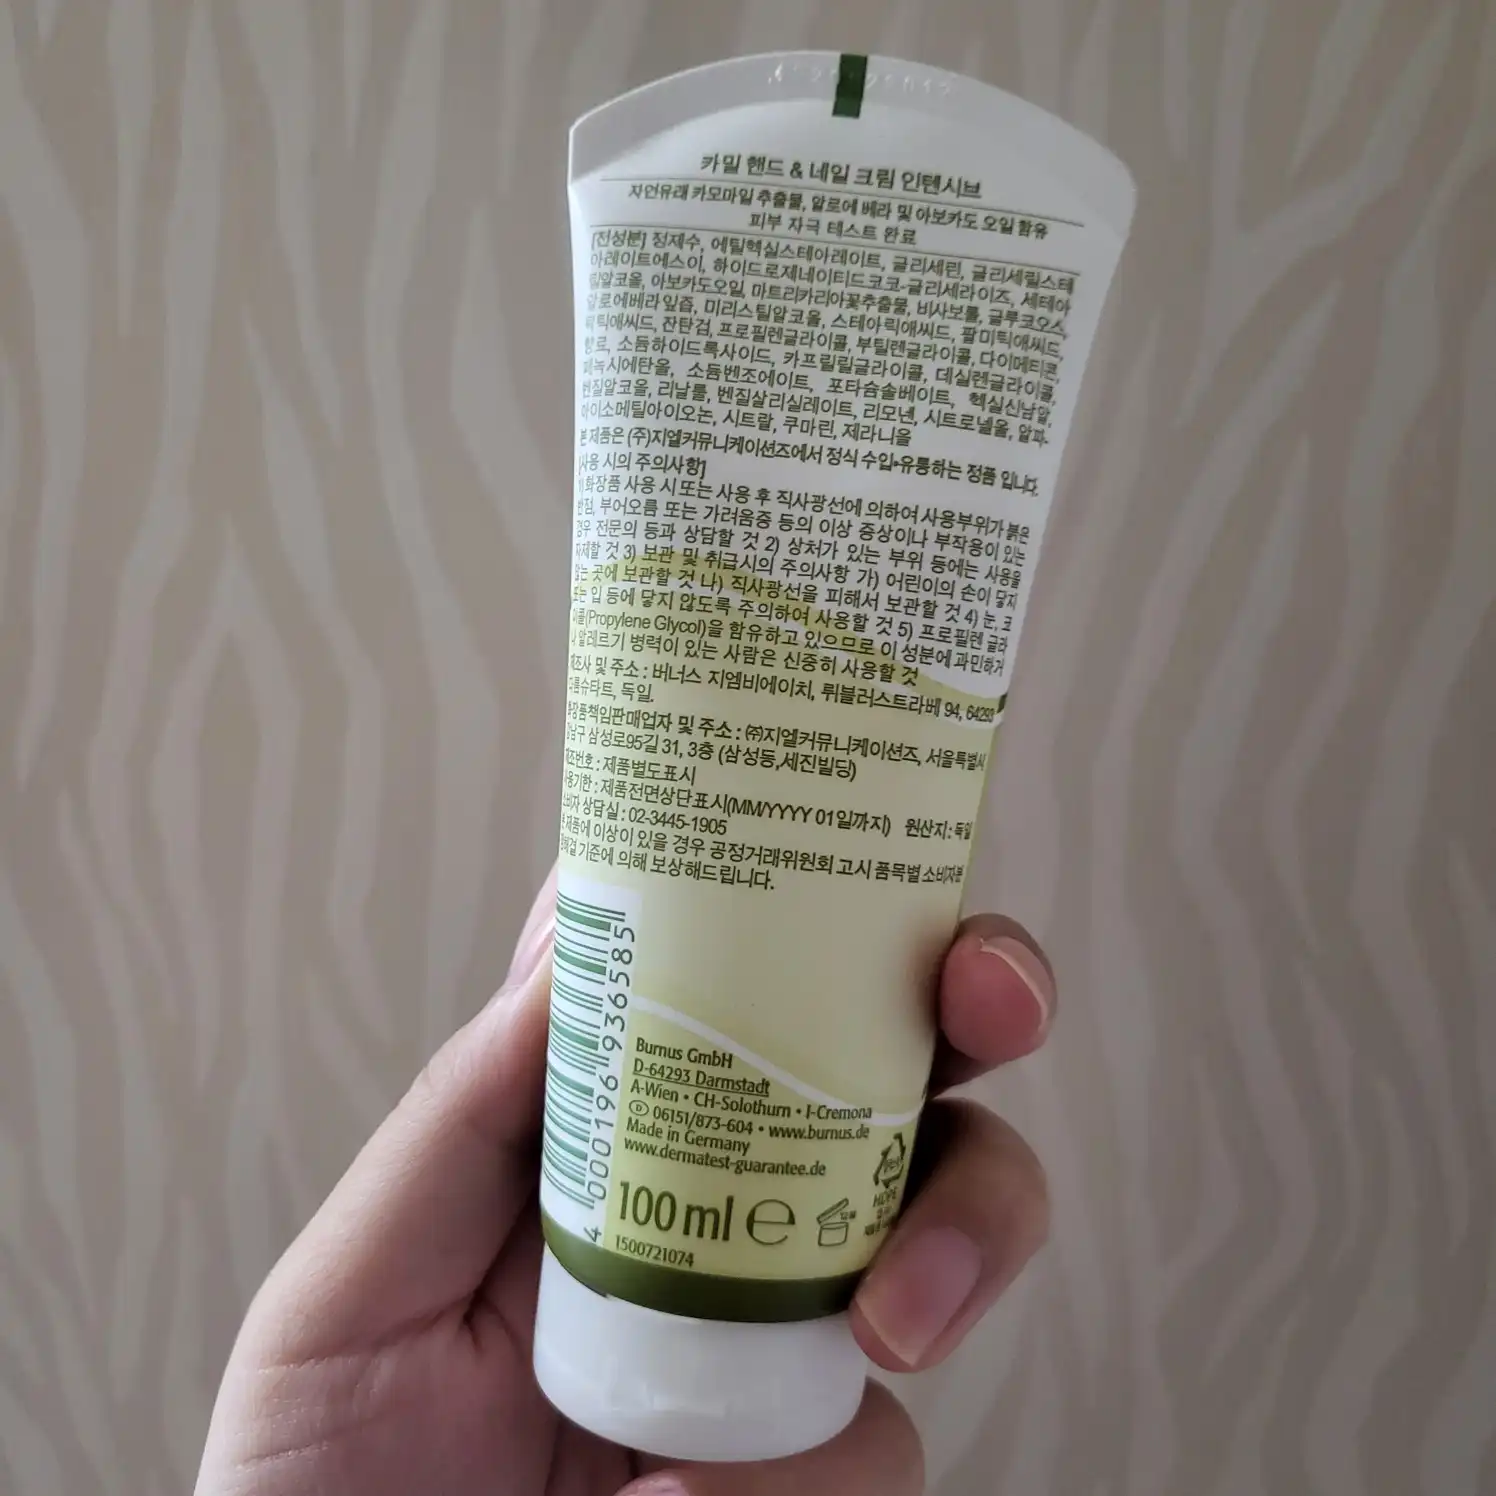 카밀 핸드 & 네일 크림 인텐시브
자연유래 카모마일 추출물, 알로에 베라 및 아보카도 오일 함유
피부 자극 테스트 완료
[전성분] 정제수, 에틸헥실스테아레이트, 글리세린, 글리세릴스테
아레이트에스이, 하이드로제네이티드코코-글리세라이즈, 세테아
릴알코올, 아보카도오일, 마트리카리아꽃추출물, 비사보롤, 글루코오스,
알로에베라잎즙, 미리스틸알코올, 스테아릭애씨드, 팔미틱애씨드,
틱애씨드, 잔탄검, 프로필렌글라이콜, 부틸렌글라이콜, 다이메티콘,
향료, 소듐하이드록사이드, 카프릴릴글라이콜, 데실렌글라이콜,
페녹시에탄올, 소듐벤조에이트, 포타슘솔베이트, 헥실신남알,
벤질알코올, 리날룰, 벤질살리실레이트, 리모넨, 시트로넬올, 알파-
아이소메틸아이오논, 시트랄, 쿠마린, 제라니올
본 제품은 (주)지엘커뮤니케이션즈에서 정식 수입•유통하는 정품 입니다.
[사용 시의 주의사항]
1) 화장품 사용 시 또는 사용 후 직사광선에 의하여 사용부위가 붉은
반점, 부어오름 또는 가려움증 등의 이상 증상이나 부작용이 있는
경우 전문의 등과 상담할 것 2) 상처가 있는 부위 등에는 사용을
자제할 것 3) 보관 및 취급시의 주의사항 가) 어린이의 손이 닿지
않는 곳에 보관할 것 나) 직사광선을 피해서 보관할 것 4) 눈, 코
또는 입 등에 닿지 않도록 주의하여 사용할 것 5) 프로필렌 글라
이콜(Propylene Glycol)을 함유하고 있으므로 이 성분에 과민하거
나 알레르기 병력이 있는 사람은 신중히 사용할 것
제조사 및 주소 : 버너스 지엠비에이치, 뤼블러스트라베 94, 64293
다름슈타트, 독일.
화장품책임판매업자 및 주소 : ㈜지엘커뮤니케이션즈, 서울특별시
강남구 삼성로95길 31, 3층 (삼성동,세진빌딩)
제조번호 : 제품별도표시
사용기한 : 제품전면상단표시(MM/YYYY 01일까지) 원산지 : 독일
소비자 상담실 : 02-3445-1905
본 제품에 이상이 있을 경우 공정거래위원회 고시 품목별 소비자분
쟁해결 기준에 의해 보상해드립니다.
4 000196 936585
Burnus GmbH
D-64293 Darmstadt
A-Wien • CH-Solothurn • I-Cremona
D 06151/873-604 • www.burnus.de
Made in Germany
www.dermatest-guarantee.de
100 ml ℮
HDPE
1500721074